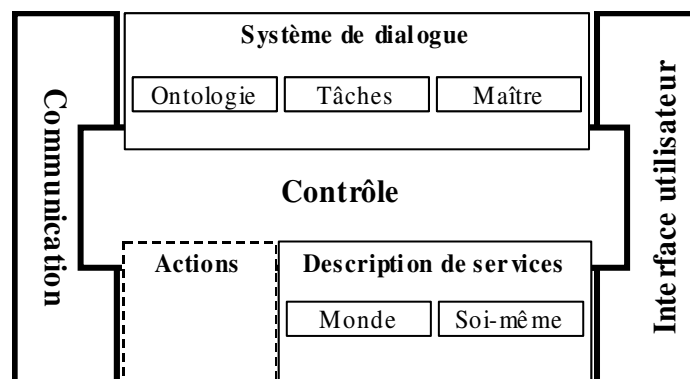 Système de dialogue
Ontologie
Tâches
Maître
Communication
Contrôle
Interface utilisateur
Actions
Description de services
Monde
Soi-même